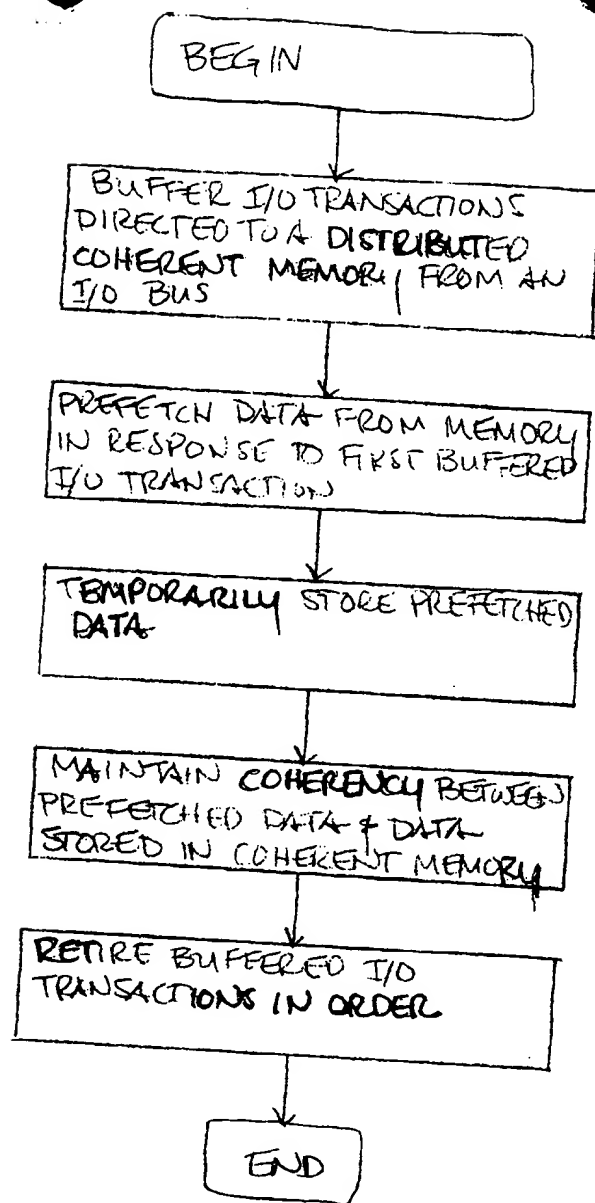 BEGIN
BUFFER I/O TRANSACTIONS
DIRECTED TO A DISTRIBUTED
COHERENT MEMORY FROM AN
I/O BUS
PREFETCH DATA FROM MEMORY
IN RESPONSE TO FIRST BUFFERED
I/O TRANSACTION
TEMPORARILY STORE PREFETCHED
DATA
MAINTAIN COHERENCY BETWEEN
PREFETCHED DATA & DATA
STORED IN COHERENT MEMORY
RETIRE BUFFERED I/O
TRANSACTIONS IN ORDER
END